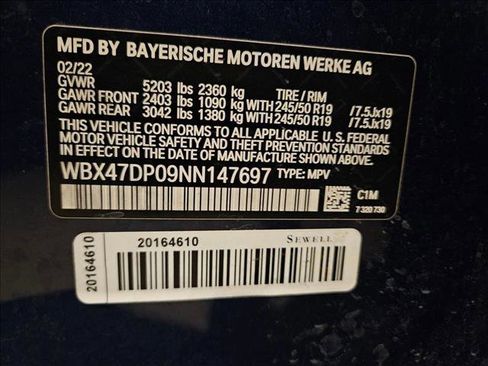 MFD BY BAYERISCHE MOTOREN WERKE AG
02/22
GVWR 5203 lbs 2360 kg TIRE / RIM
GAWR FRONT 2403 lbs 1090 kg WITH 245/50 R19 /7.5Jx19
GAWR REAR 3042 lbs 1380 kg WITH 245/50 R19 /7.5Jx19
THIS VEHICLE CONFORMS TO ALL APPLICABLE U. S. FEDERAL
MOTOR VEHICLE SAFETY AND THEFT PREVENTION STANDARDS
IN EFFECT ON THE DATE OF MANUFACTURE SHOWN ABOVE.
WBX47DP09NN147697 TYPE: MPV
C1M
7 320 730
20164610 SEWELL
20164610